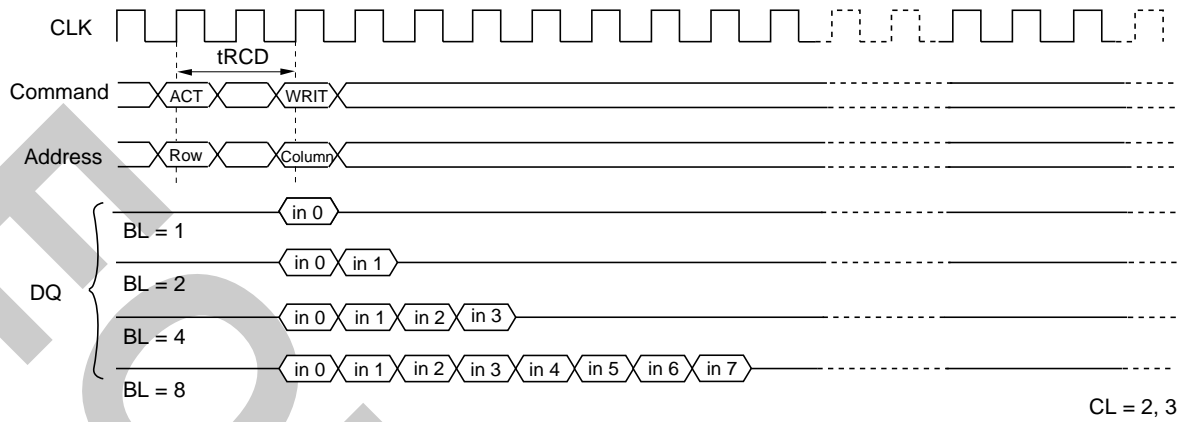 CLK
tRCD
Command ACT WRIT
Address Row Column
in 0
BL = 1
in 0 in 1
BL = 2
DQ
in 0 in 1 in 2 in 3
BL = 4
in 0 in 1 in 2 in 3 in 4 in 5 in 6 in 7
BL = 8
CL = 2, 3